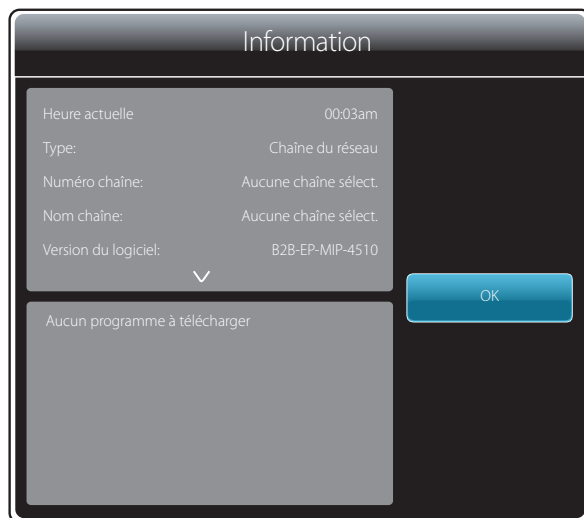 Information
Heure actuelle 00:03am
Type: Chaîne du réseau
Numéro chaîne: Aucune chaîne sélect.
Nom chaîne: Aucune chaîne sélect.
Version du logiciel: B2B-EP-MIP-4510
OK
Aucun programme à télécharger